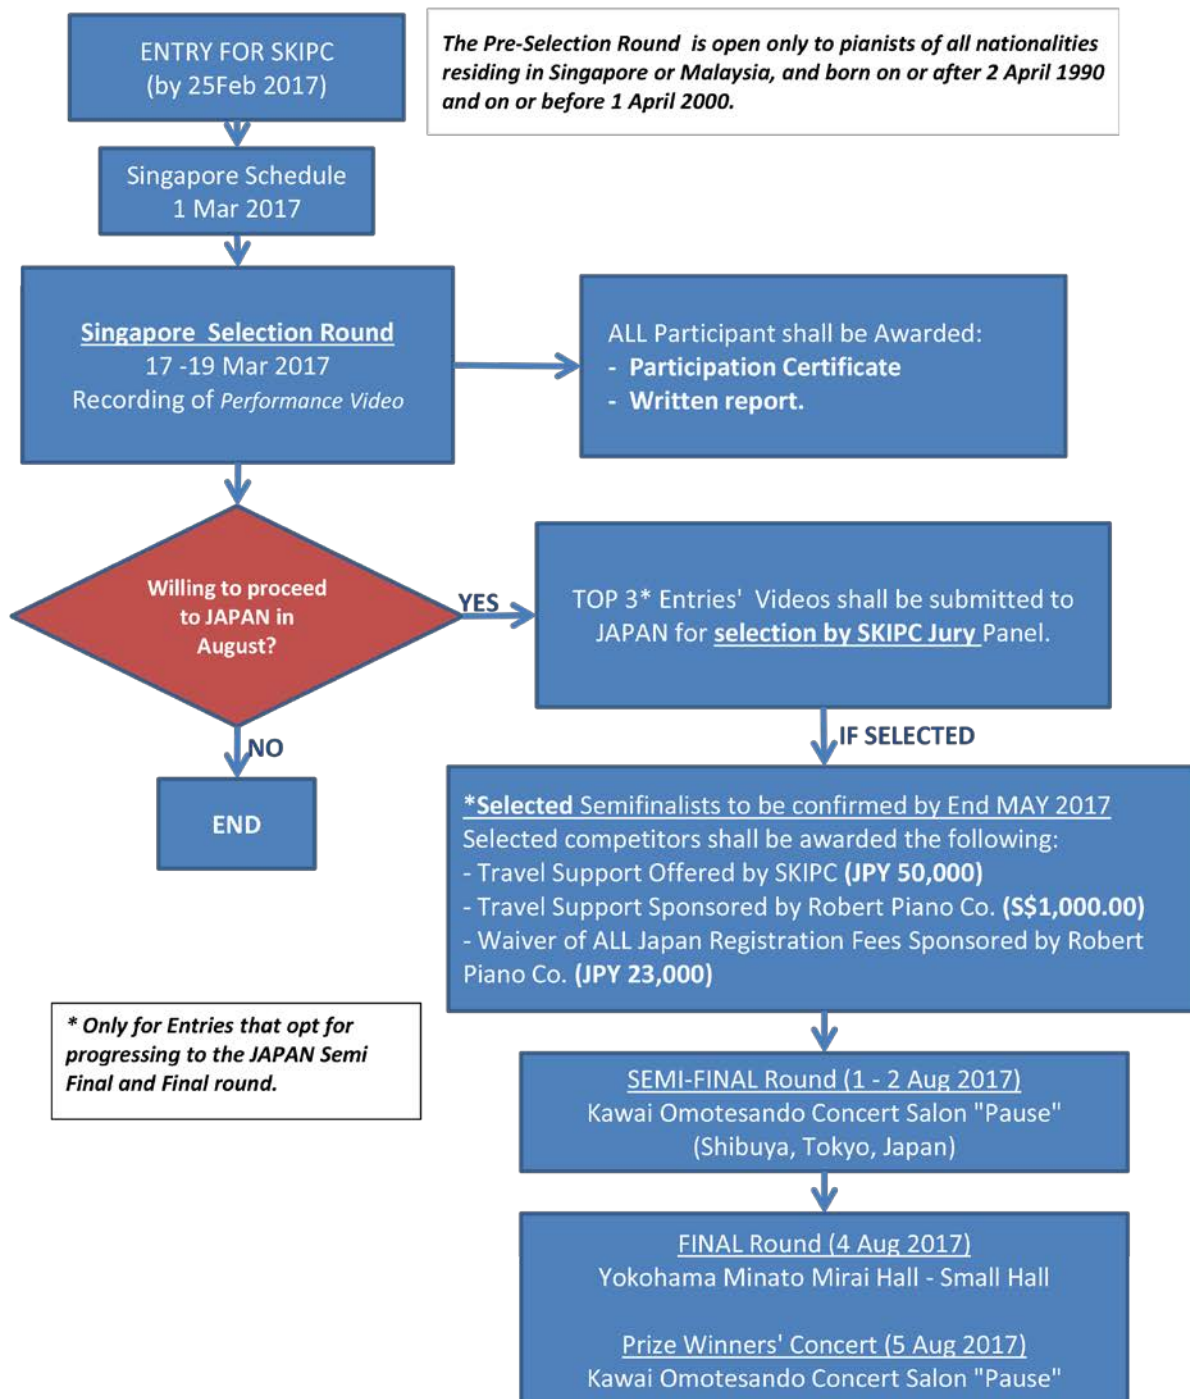 ENTRY FOR SKIPC
(by 25Feb 2017)
The Pre-Selection Round is open only to pianists of all nationalities
residing in Singapore or Malaysia, and born on or after 2 April 1990
and on or before 1 April 2000.
Singapore Schedule
1 Mar 2017
Singapore Selection Round
17 -19 Mar 2017
Recording of Performance Video
ALL Participant shall be Awarded:
- Participation Certificate
- Written report.
Willing to proceed
to JAPAN in
August?
YES
TOP 3* Entries' Videos shall be submitted to
JAPAN for selection by SKIPC Jury Panel.
NO
END
IF SELECTED
*Selected Semifinalists to be confirmed by End MAY 2017
Selected competitors shall be awarded the following:
- Travel Support Offered by SKIPC (JPY 50,000)
- Travel Support Sponsored by Robert Piano Co. (S$1,000.00)
- Waiver of ALL Japan Registration Fees Sponsored by Robert
Piano Co. (JPY 23,000)
* Only for Entries that opt for
progressing to the JAPAN Semi
Final and Final round.
SEMI-FINAL Round (1 - 2 Aug 2017)
Kawai Omotesando Concert Salon "Pause"
(Shibuya, Tokyo, Japan)
FINAL Round (4 Aug 2017)
Yokohama Minato Mirai Hall - Small Hall
Prize Winners' Concert (5 Aug 2017)
Kawai Omotesando Concert Salon "Pause"